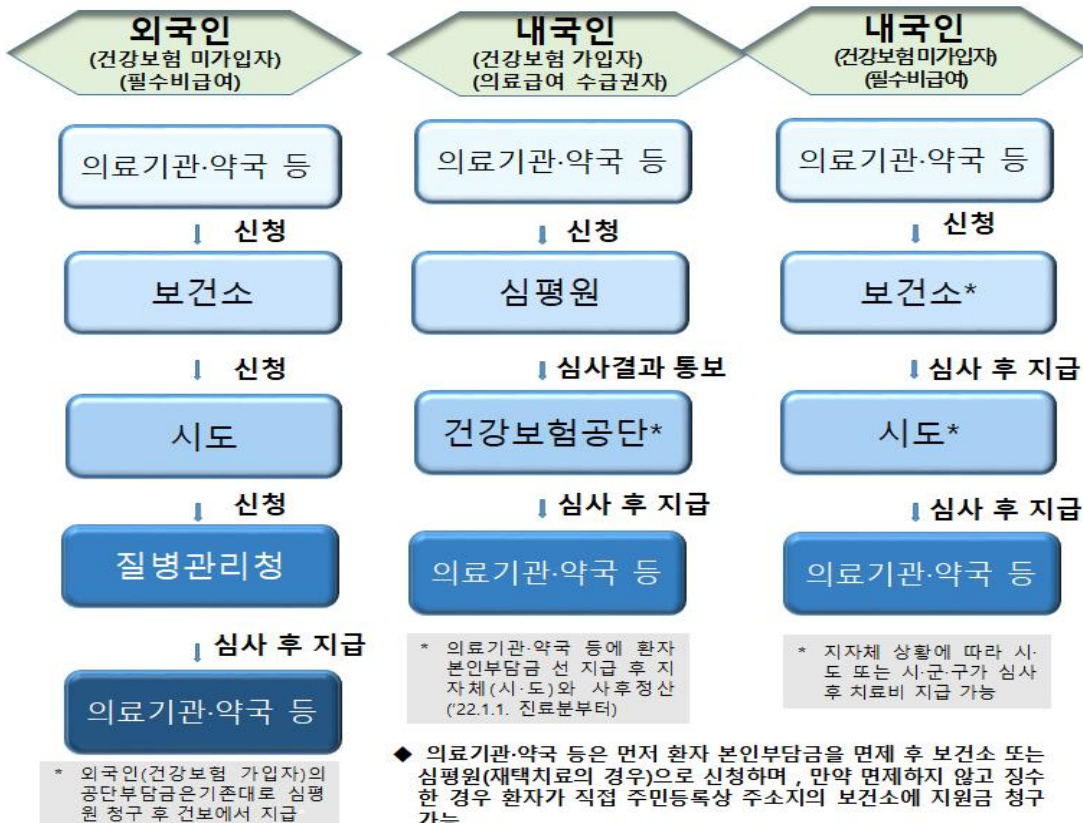 외국인
(건강보험 미가입자)
(필수비급여)
의료기관·약국 등
신청
보건소
신청
시도
신청
질병관리청
심사 후 지급
의료기관·약국 등
* 외국인(건강보험 가입자)의
공단부담금은기존대로 심평
원 청구 후 건보에서 지급
내국인
(건강보험 가입자)
(의료급여 수급권자)
의료기관·약국 등
신청
심평원
심사결과 통보
건강보험공단*
심사 후 지급
의료기관·약국 등
* 의료기관·약국 등에 환자
본인부담금 선 지급 후 지
자체(시·도)와 사후정산
('22.1.1. 진료분부터)
내국인
(건강보험 미가입자)
(필수비급여)
의료기관·약국 등
신청
보건소*
심사 후 지급
시도*
심사 후 지급
의료기관·약국 등
* 지자체 상황에 따라 시·
도 또는 시·군·구가 심사
후 치료비 지급 가능
◆ 의료기관·약국 등은 먼저 환자 본인부담금을 면제 후 보건소 또는
심평원(재택치료의 경우)으로 신청하며, 만약 면제하지 않고 징수
한 경우 환자가 직접 주민등록상 주소지의 보건소에 지원금 청구
가능